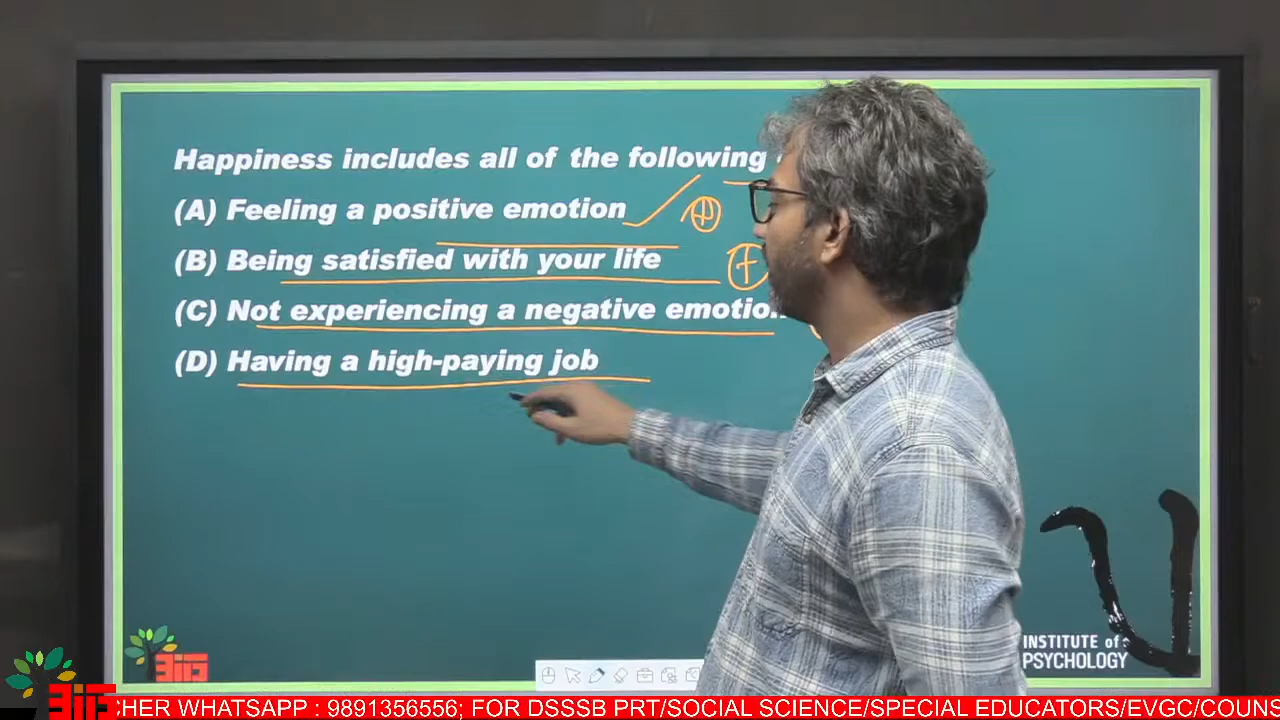 Happiness includes all of the following
(A) Feeling a positive emotion
(B) Being satisfied with your life
(C) Not experiencing a negative emotion
(D) Having a high-paying job
INSTITUTE of
PSYCHOLOGY
CHER WHATSAPP : 9891356556; FOR DSSSB PRT/SOCIAL SCIENCE/SPECIAL EDUCATORS/EVGC/COUNS